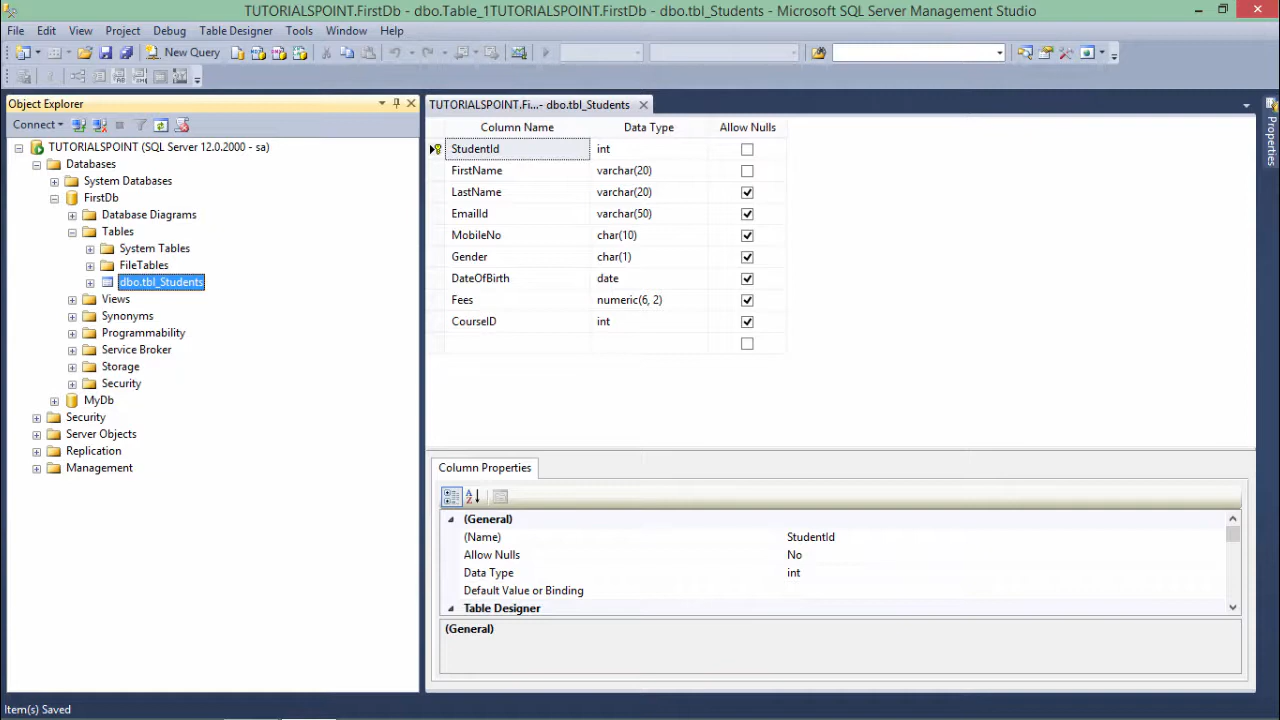 TUTORIALSPOINT.FirstDb - dbo.Table_1TUTORIALSPOINT.FirstDb - dbo.tbl_Students - Microsoft SQL Server Management Studio
File Edit View Project Debug Table Designer Tools Window Help
New Query
Object Explorer
Connect
TUTORIALSPOINT (SQL Server 12.0.2000 - sa)
Databases
System Databases
FirstDb
Database Diagrams
Tables
System Tables
FileTables
dbo.tbl_Students
Views
Synonyms
Programmability
Service Broker
Storage
Security
MyDb
Security
Server Objects
Replication
Management
TUTORIALSPOINT.Fi...- dbo.tbl_Students
Column Name Data Type Allow Nulls
StudentId int
FirstName varchar(20)
LastName varchar(20)
EmailId varchar(50)
MobileNo char(10)
Gender char(1)
DateOfBirth date
Fees numeric(6, 2)
CourseID int
Column Properties
(General)
(Name) StudentId
Allow Nulls No
Data Type int
Default Value or Binding
Table Designer
(General)
Properties
Item(s) Saved